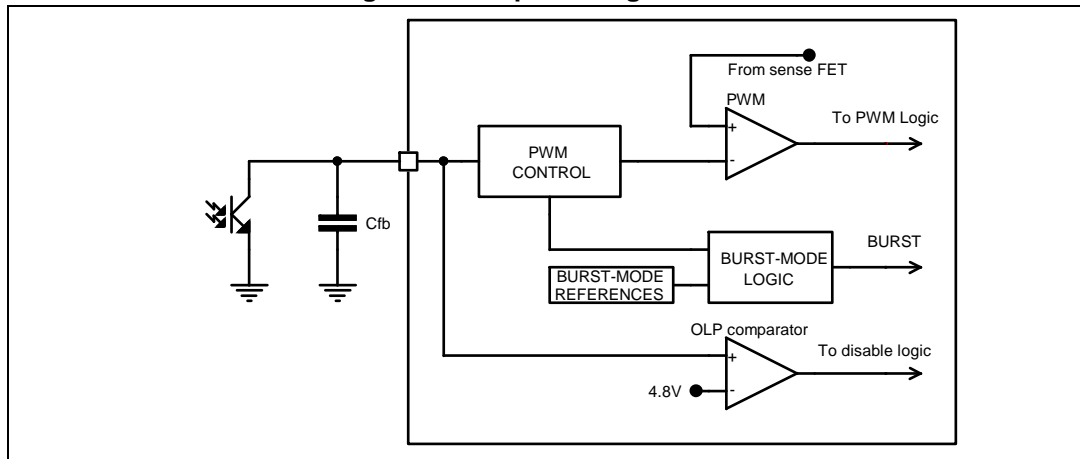 From sense FET
PWM
To PWM Logic
+
-
PWM
CONTROL
Cfb
BURST
BURST-MODE
LOGIC
BURST-MODE
REFERENCES
OLP comparator
To disable logic
+
4.8V
-